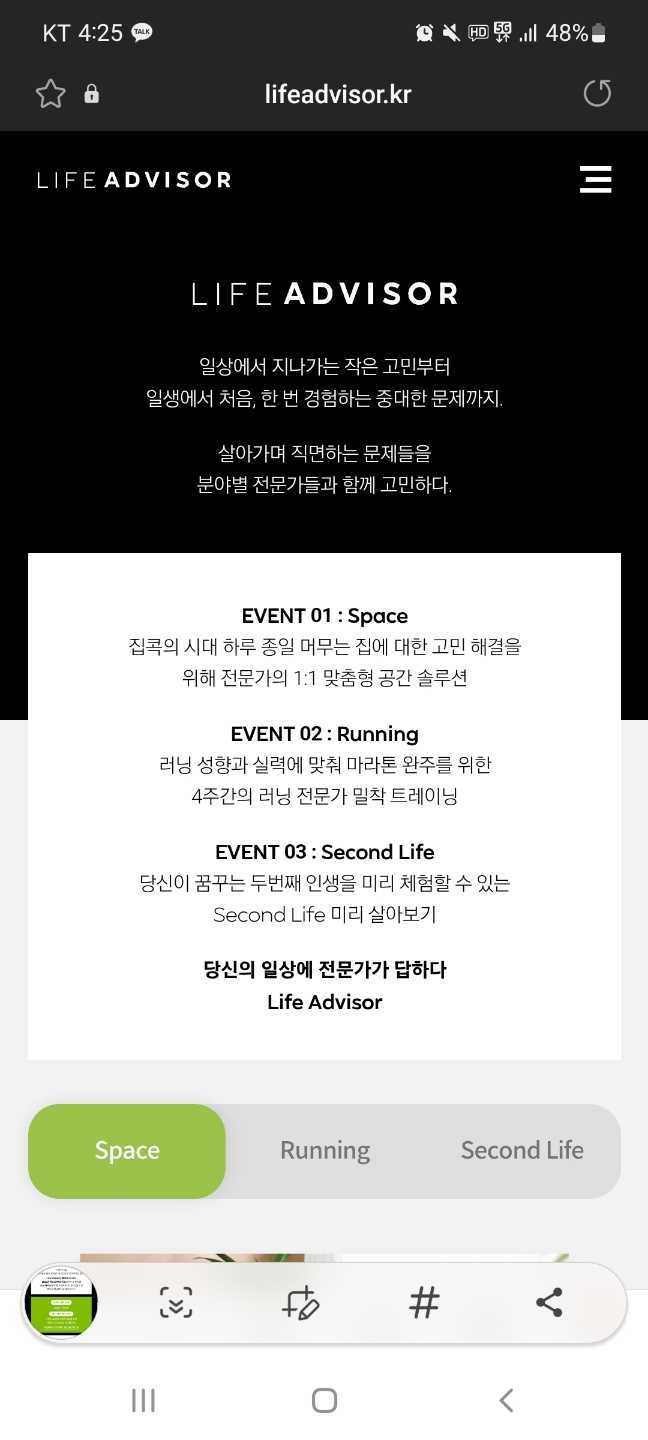 KT 4:25 TALK HD 5G 48%
lifeadvisor.kr
LIFE ADVISOR
LIFE ADVISOR
일상에서 지나가는 작은 고민부터
일생에서 처음, 한 번 경험하는 중대한 문제까지.
살아가며 직면하는 문제들을
분야별 전문가들과 함께 고민하다.
EVENT 01 : Space
집콕의 시대 하루 종일 머무는 집에 대한 고민 해결을
위해 전문가의 1:1 맞춤형 공간 솔루션
EVENT 02 : Running
러닝 성향과 실력에 맞춰 마라톤 완주를 위한
4주간의 러닝 전문가 밀착 트레이닝
EVENT 03 : Second Life
당신이 꿈꾸는 두번째 인생을 미리 체험할 수 있는
Second Life 미리 살아보기
당신의 일상에 전문가가 답하다
Life Advisor
Space Running Second Life
#